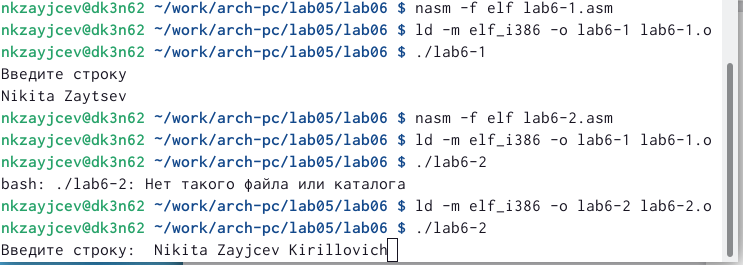 nkzayjcev@dk3n62 ~/work/arch-pc/lab05/lab06 $ nasm -f elf lab6-1.asm
nkzayjcev@dk3n62 ~/work/arch-pc/lab05/lab06 $ ld -m elf_i386 -o lab6-1 lab6-1.o
nkzayjcev@dk3n62 ~/work/arch-pc/lab05/lab06 $ ./lab6-1
Введите строку
Nikita Zaytsev
nkzayjcev@dk3n62 ~/work/arch-pc/lab05/lab06 $ nasm -f elf lab6-2.asm
nkzayjcev@dk3n62 ~/work/arch-pc/lab05/lab06 $ ld -m elf_i386 -o lab6-1 lab6-1.o
nkzayjcev@dk3n62 ~/work/arch-pc/lab05/lab06 $ ./lab6-2
bash: ./lab6-2: Нет такого файла или каталога
nkzayjcev@dk3n62 ~/work/arch-pc/lab05/lab06 $ ld -m elf_i386 -o lab6-2 lab6-2.o
nkzayjcev@dk3n62 ~/work/arch-pc/lab05/lab06 $ ./lab6-2
Введите строку:  Nikita Zayjcev Kirillovich